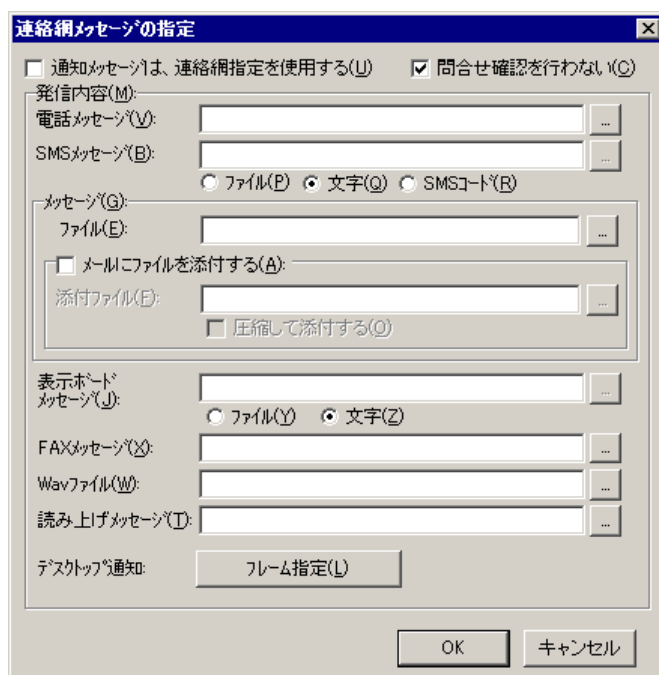 連絡網ﾒｯｾｰｼﾞの指定
通知ﾒｯｾｰｼﾞは、連絡網指定を使用する(U) 問合せ確認を行わない(C)
発信内容(M):
電話ﾒｯｾｰｼﾞ(V): ...
SMSﾒｯｾｰｼﾞ(B): ...
ﾌｧｲﾙ(P) 文字(Q) SMSｺｰﾄﾞ(R)
ﾒｯｾｰｼﾞ(G):
ﾌｧｲﾙ(E): ...
ﾒｰﾙにﾌｧｲﾙを添付する(A):
添付ﾌｧｲﾙ(F): ...
圧縮して添付する(O)
表示ﾎﾞｰﾄﾞ
ﾒｯｾｰｼﾞ(J): ...
ﾌｧｲﾙ(Y) 文字(Z)
FAXﾒｯｾｰｼﾞ(X): ...
Wavﾌｧｲﾙ(W): ...
読み上げﾒｯｾｰｼﾞ(T): ...
ﾃﾞｽｸﾄｯﾌﾟ通知: ﾌﾚｰﾑ指定(L)
OK キャンセル